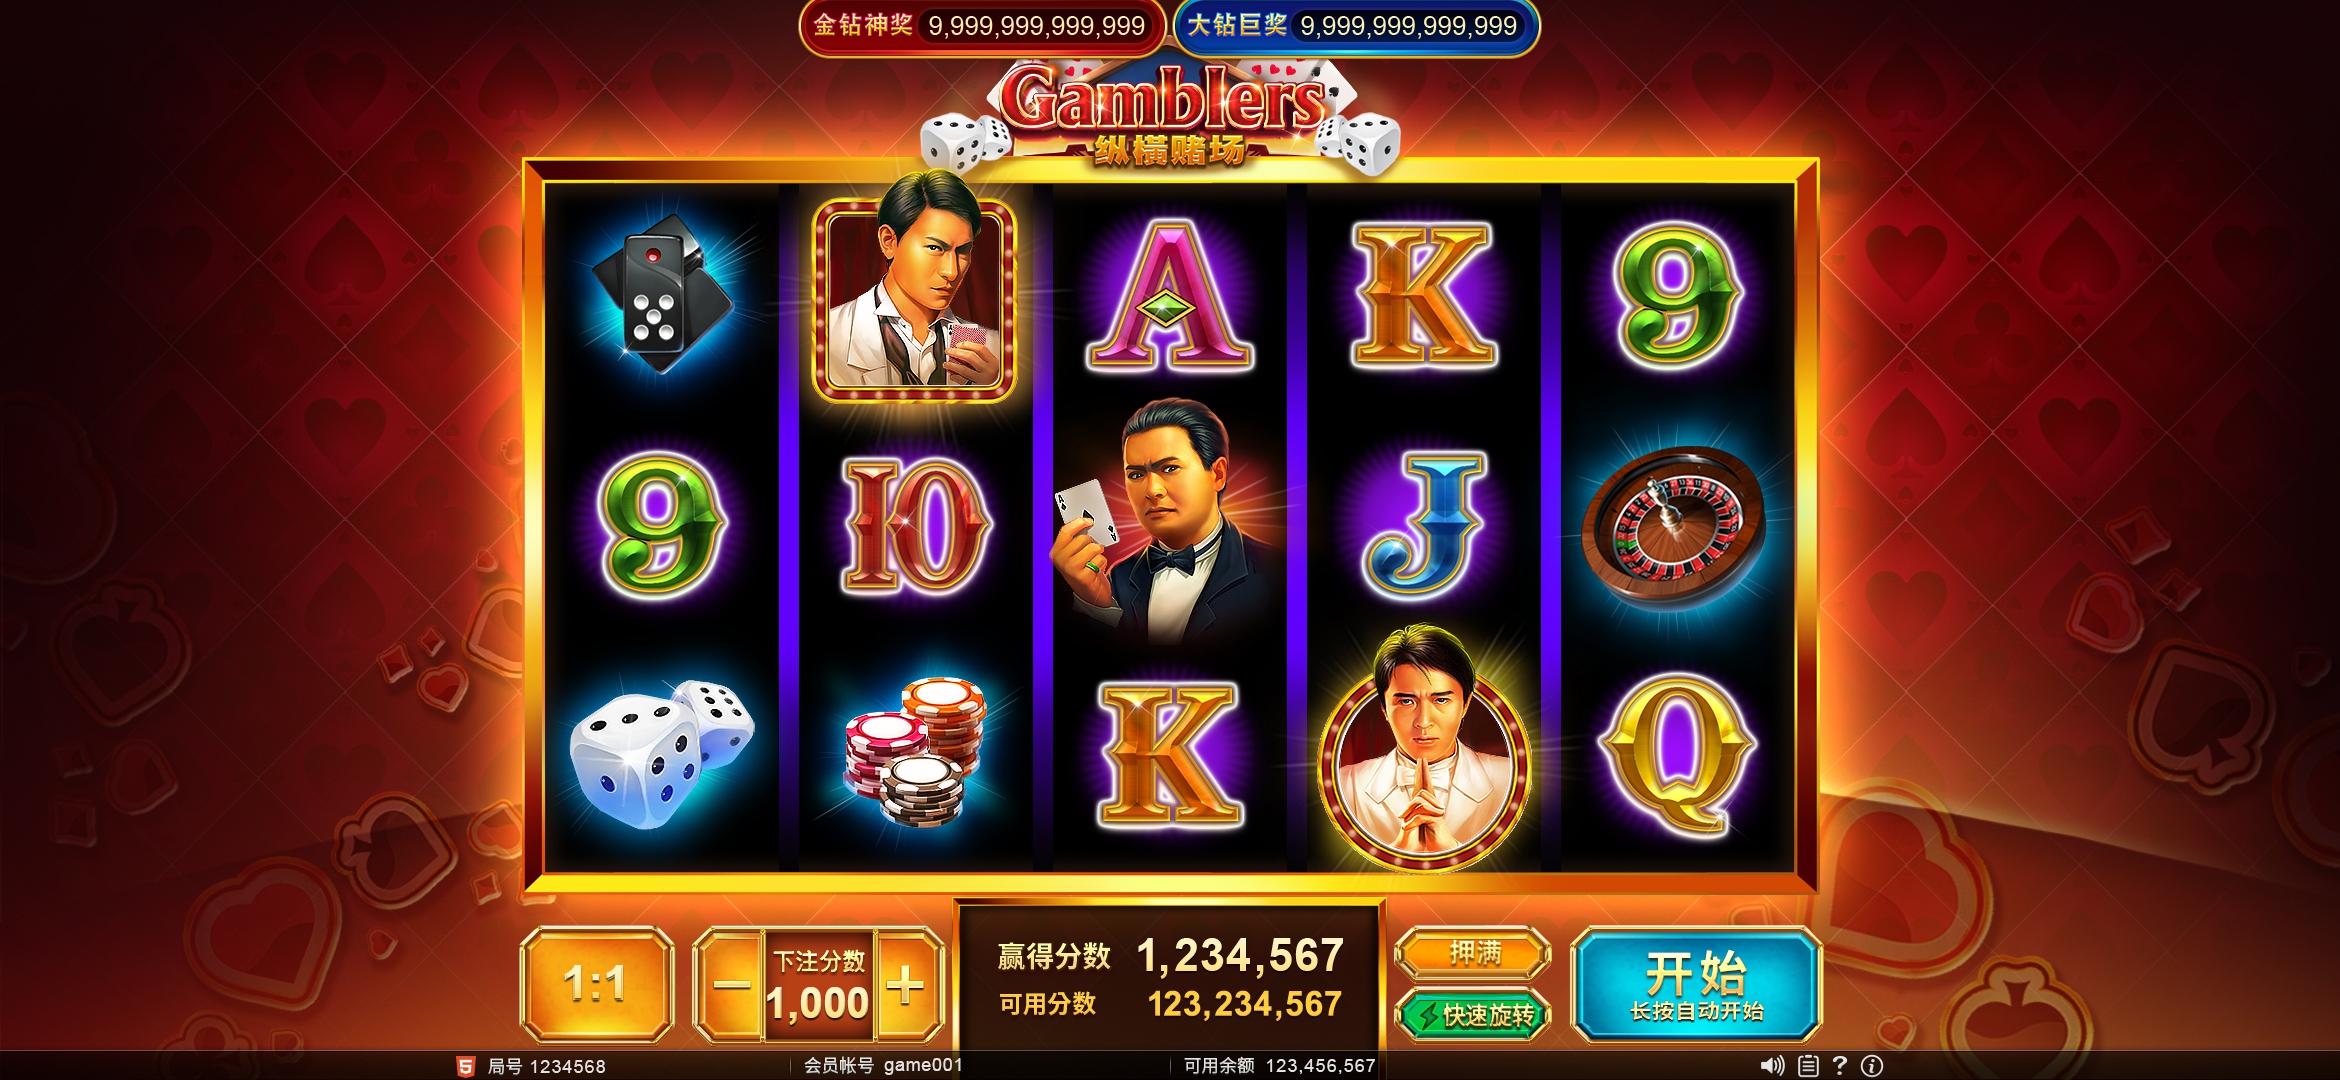 金钻神奖 9,999,999,999,999
大钻巨奖 9,999,999,999,999
Gamblers
纵横赌场
A K 9
9 10 J
K Q
1:1
下注分数
1,000
赢得分数 1,234,567
可用分数 123,234,567
押满
快速旋转
开始
长按自动开始
局号 1234568
会员帐号 game001
可用余额 123,456,567